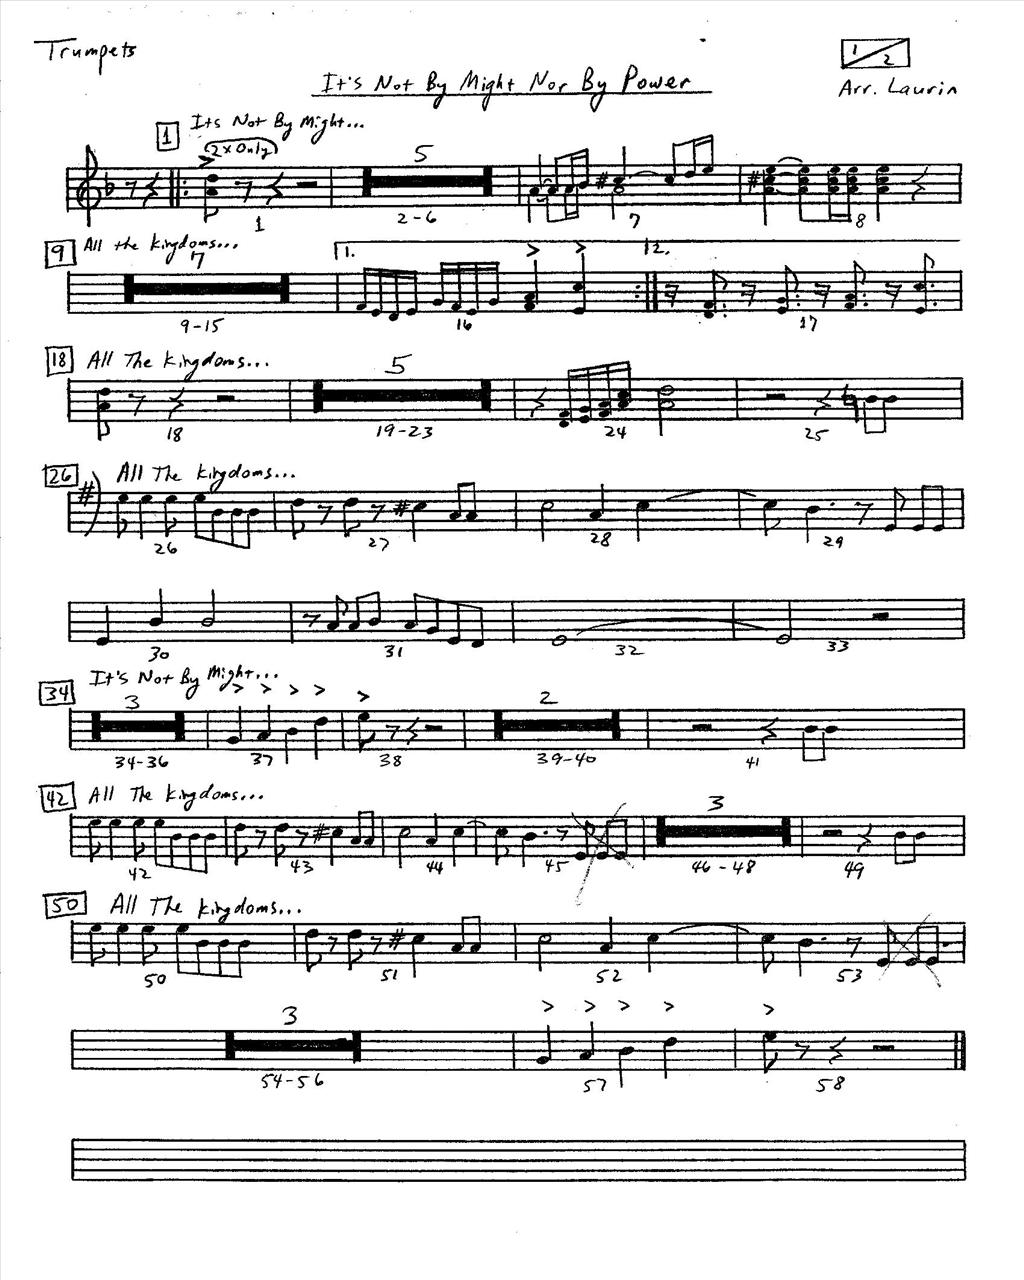 Trumpets
1/2
It's Not By Might Nor By Power
Arr. Laurin
1 Its Not By Might...
(2x Only)
5
1 2-6 7 8
9 All the kingdoms...
7 1. 2.
9-15 16 17
18 All The Kingdoms...
5
18 19-23 24 25
26 All The Kingdoms...
26 27 28 29
30 31 32 33
34 It's Not By Might...
3 2
34-36 37 38 39-40 41
42 All The Kingdoms...
3
42 43 44 45 46-48 49
50 All The Kingdoms...
50 51 52 53
3
54-56 57 58